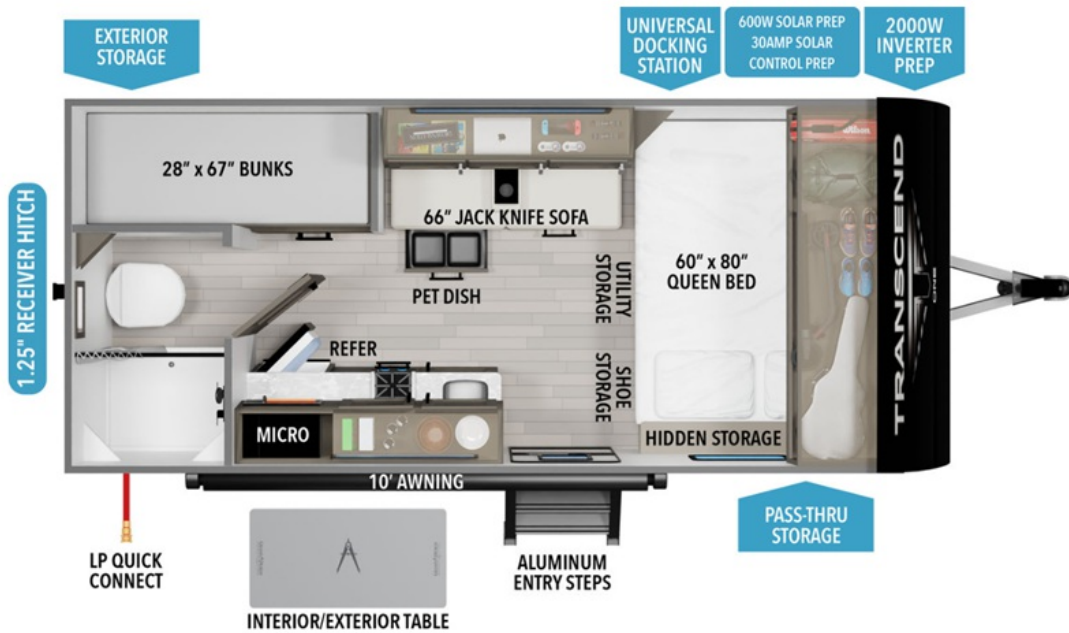 EXTERIOR
STORAGE
UNIVERSAL
DOCKING
STATION
600W SOLAR PREP
30AMP SOLAR
CONTROL PREP
2000W
INVERTER
PREP
28" x 67" BUNKS
66" JACK KNIFE SOFA
1.25" RECEIVER HITCH
PET DISH
UTILITY
STORAGE
60" x 80"
QUEEN BED
TRANSCEND
ONE
REFER
SHOE
STORAGE
MICRO
HIDDEN STORAGE
10' AWNING
PASS-THRU
STORAGE
LP QUICK
CONNECT
ALUMINUM
ENTRY STEPS
INTERIOR/EXTERIOR TABLE